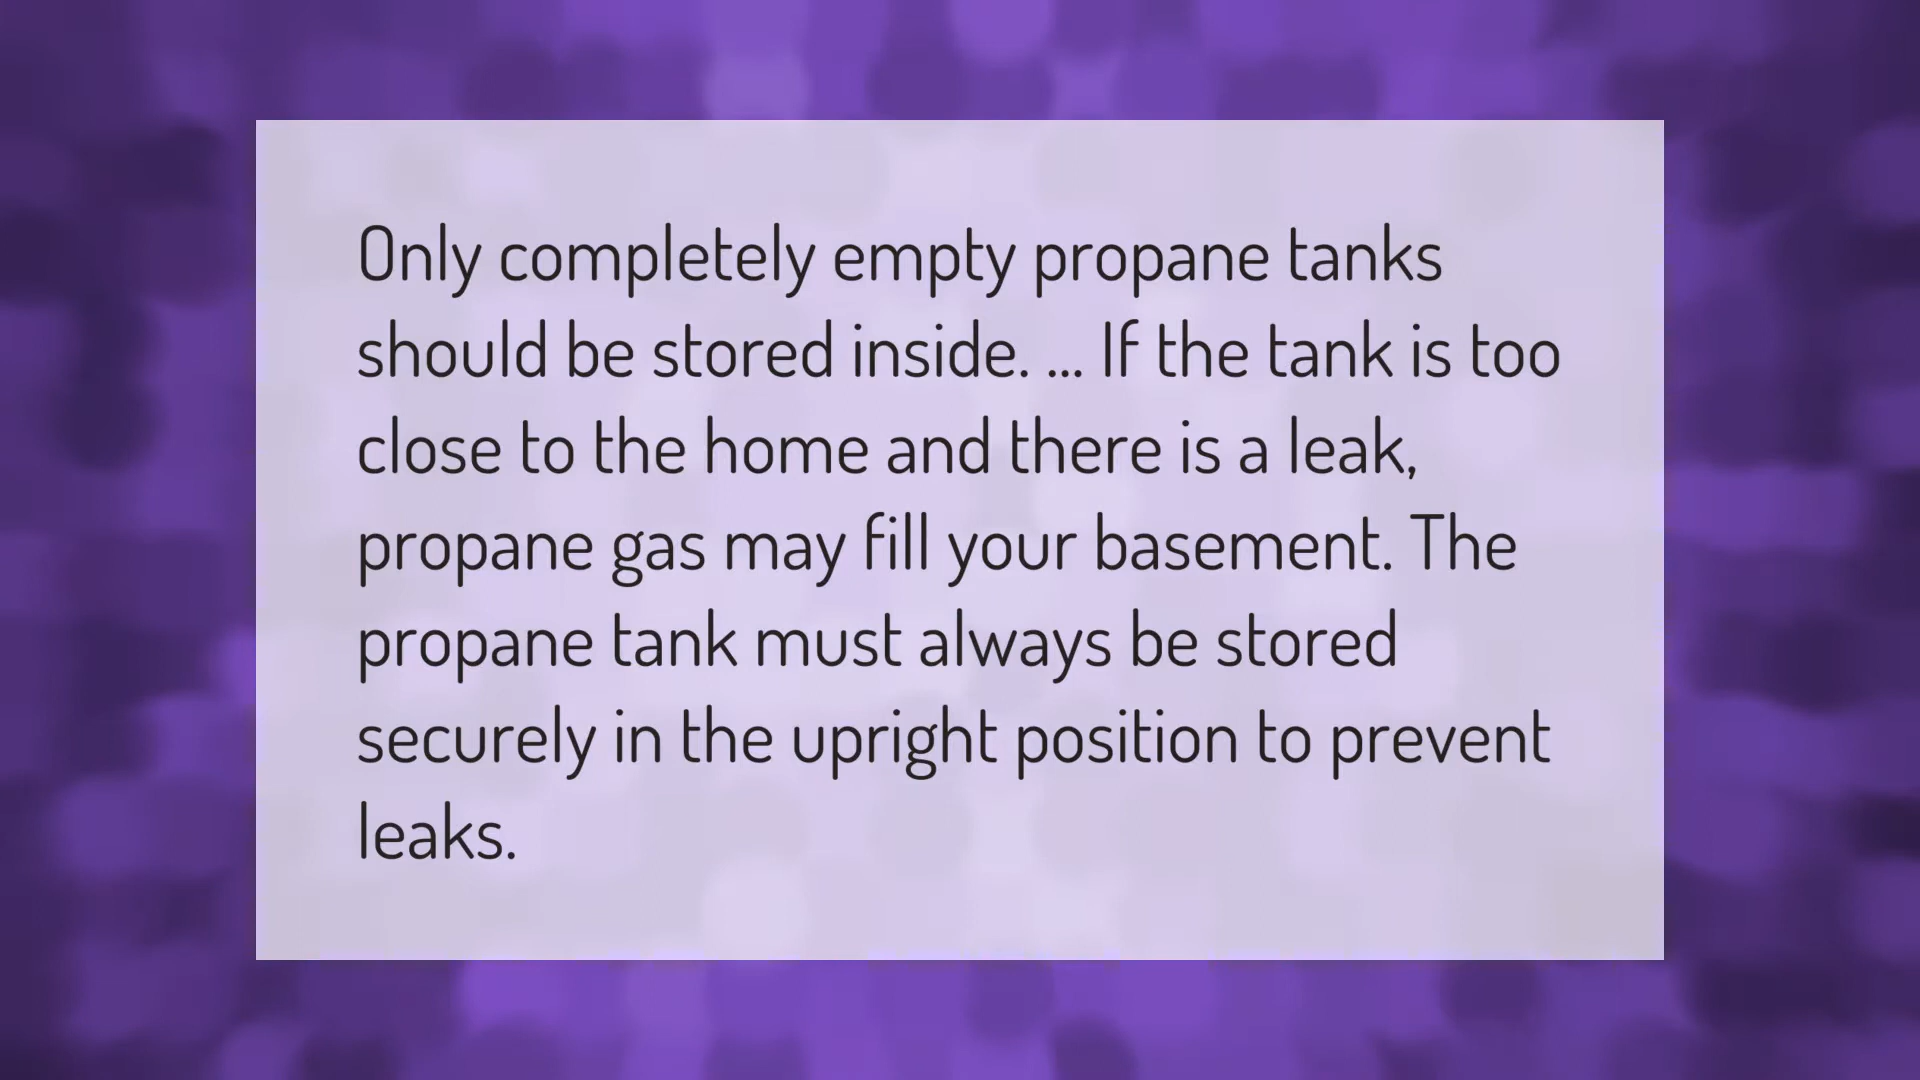 Only completely empty propane tanks
should be stored inside. ... If the tank is too
close to the home and there is a leak,
propane gas may fill your basement. The
propane tank must always be stored
securely in the upright position to prevent
leaks.